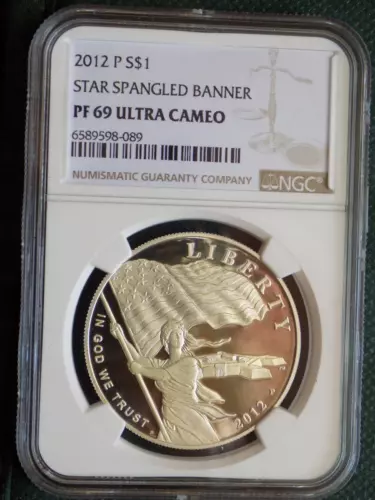 2012 P S$1
STAR SPANGLED BANNER
PF 69 ULTRA CAMEO
6589598-089
NUMISMATIC GUARANTY COMPANY
NGC
LIBERTY
IN GOD WE TRUST
2012
P